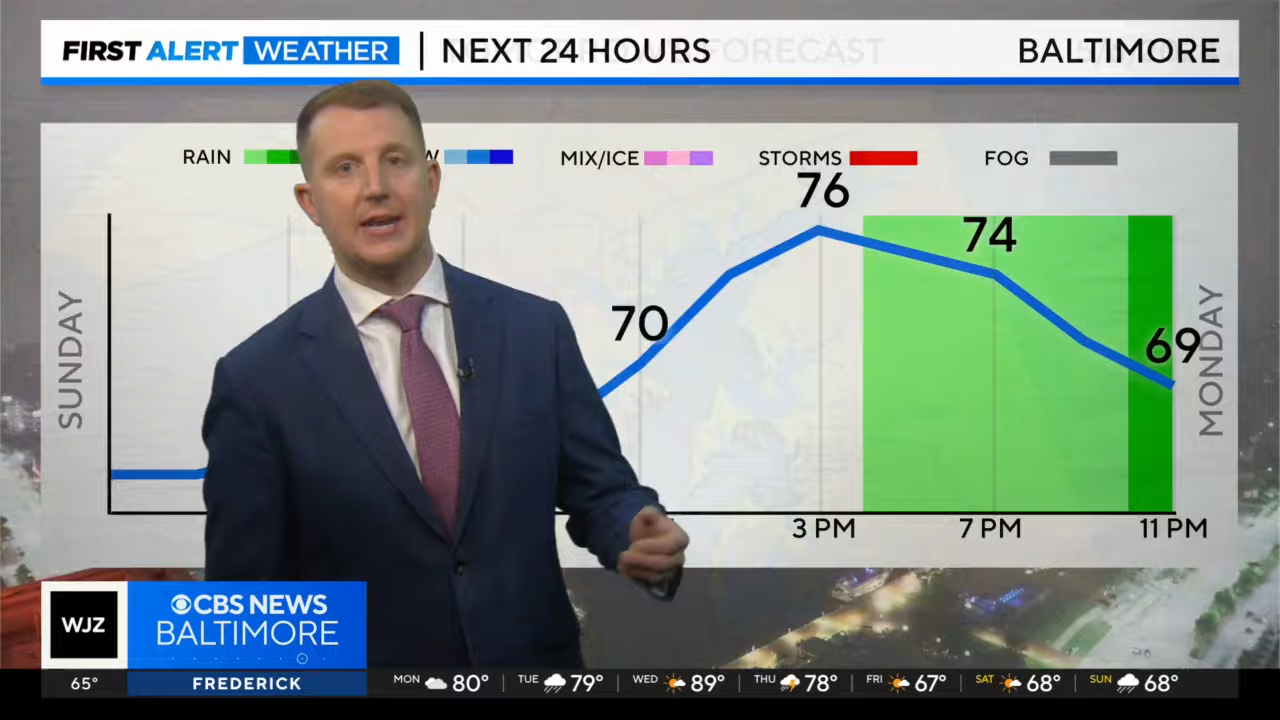 FIRST ALERT WEATHER | NEXT 24 HOURS BALTIMORE
RAIN W MIX/ICE STORMS FOG
76
74
70
69
SUNDAY
MONDAY
3 PM 7 PM 11 PM
WJZ
CBS NEWS
BALTIMORE
65° FREDERICK MON 80° | TUE 79° | WED 89° | THU 78° | FRI 67° | SAT 68° | SUN 68°